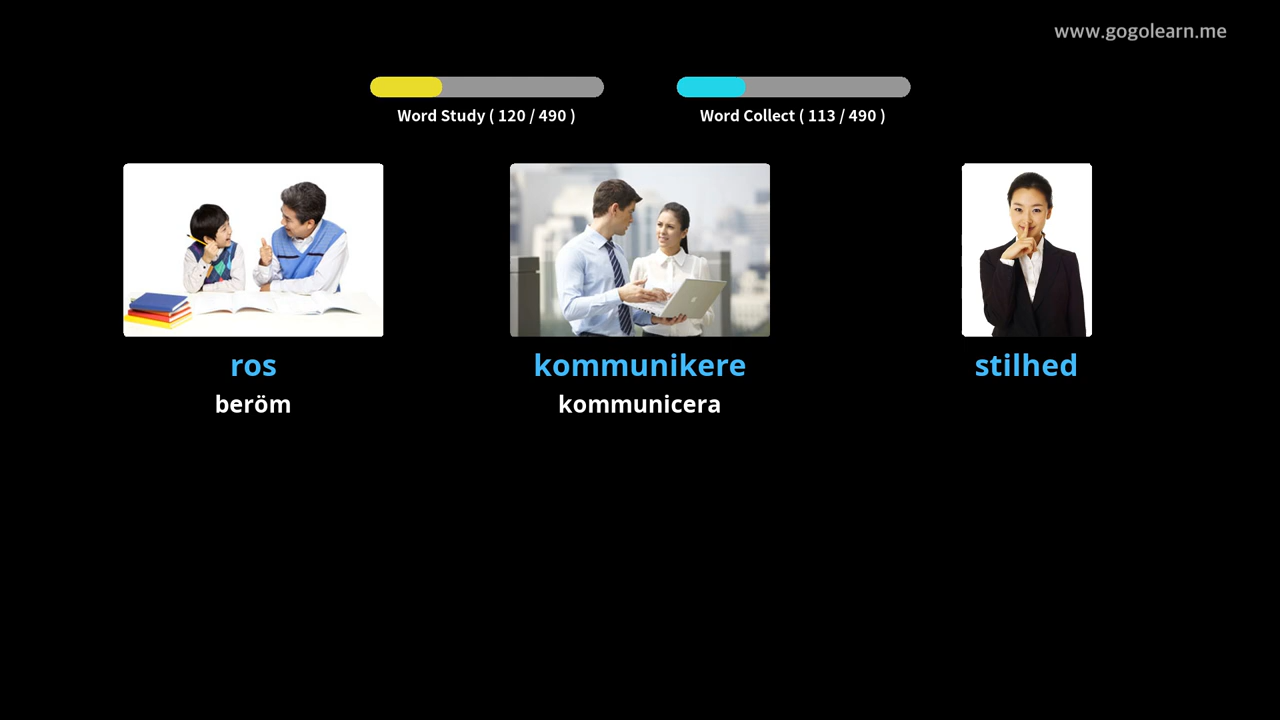 www.gogolearn.me
Word Study ( 120 / 490 )
Word Collect ( 113 / 490 )
ros
kommunikere
stilhed
beröm
kommunicera